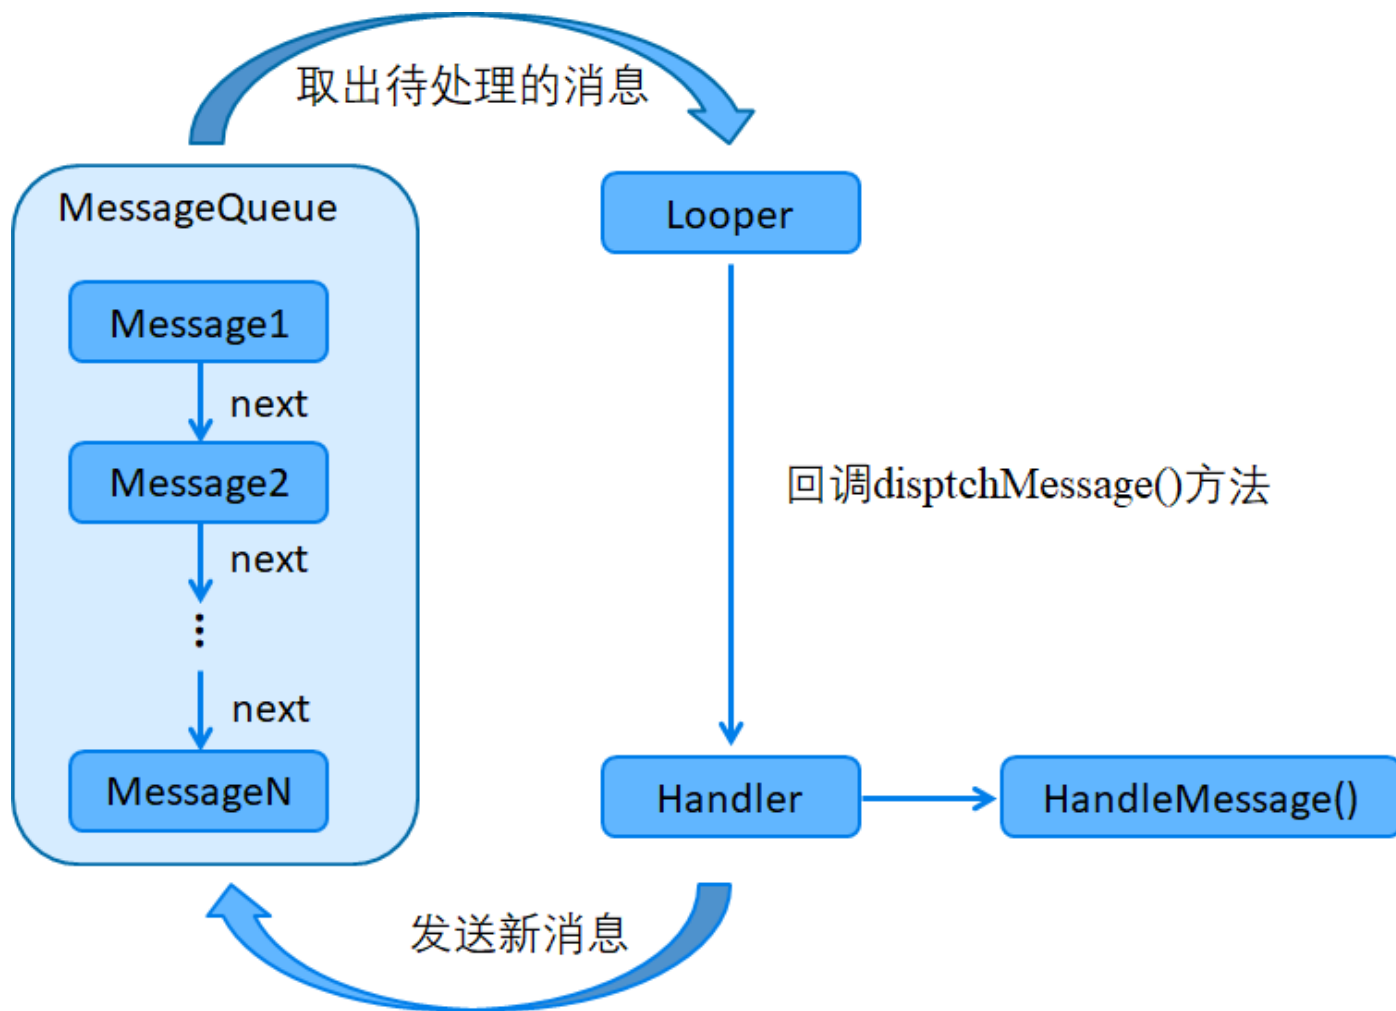 取出待处理的消息
MessageQueue
Looper
Message1
next
Message2
next
回调disptchMessage()方法
next
MessageN
Handler
HandleMessage()
发送新消息